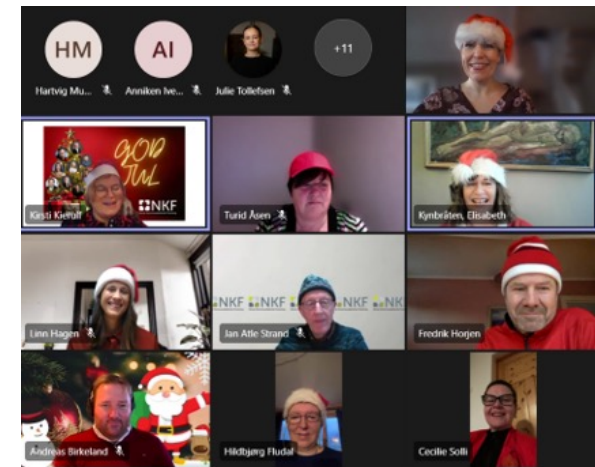 HM
AI
+11
Hartvig Mu...
Anniken Ive...
Julie Tollefsen
GOD
JUL
NKF
Kirsti Kierulf
Turid Åsen
Kynbråten, Elisabeth
Linn Hagen
NKF NKF NKF NKF
Jan Atle Strand
Fredrik Horjen
Andreas Birkeland
Hildbjørg Fludal
Cecilie Solli